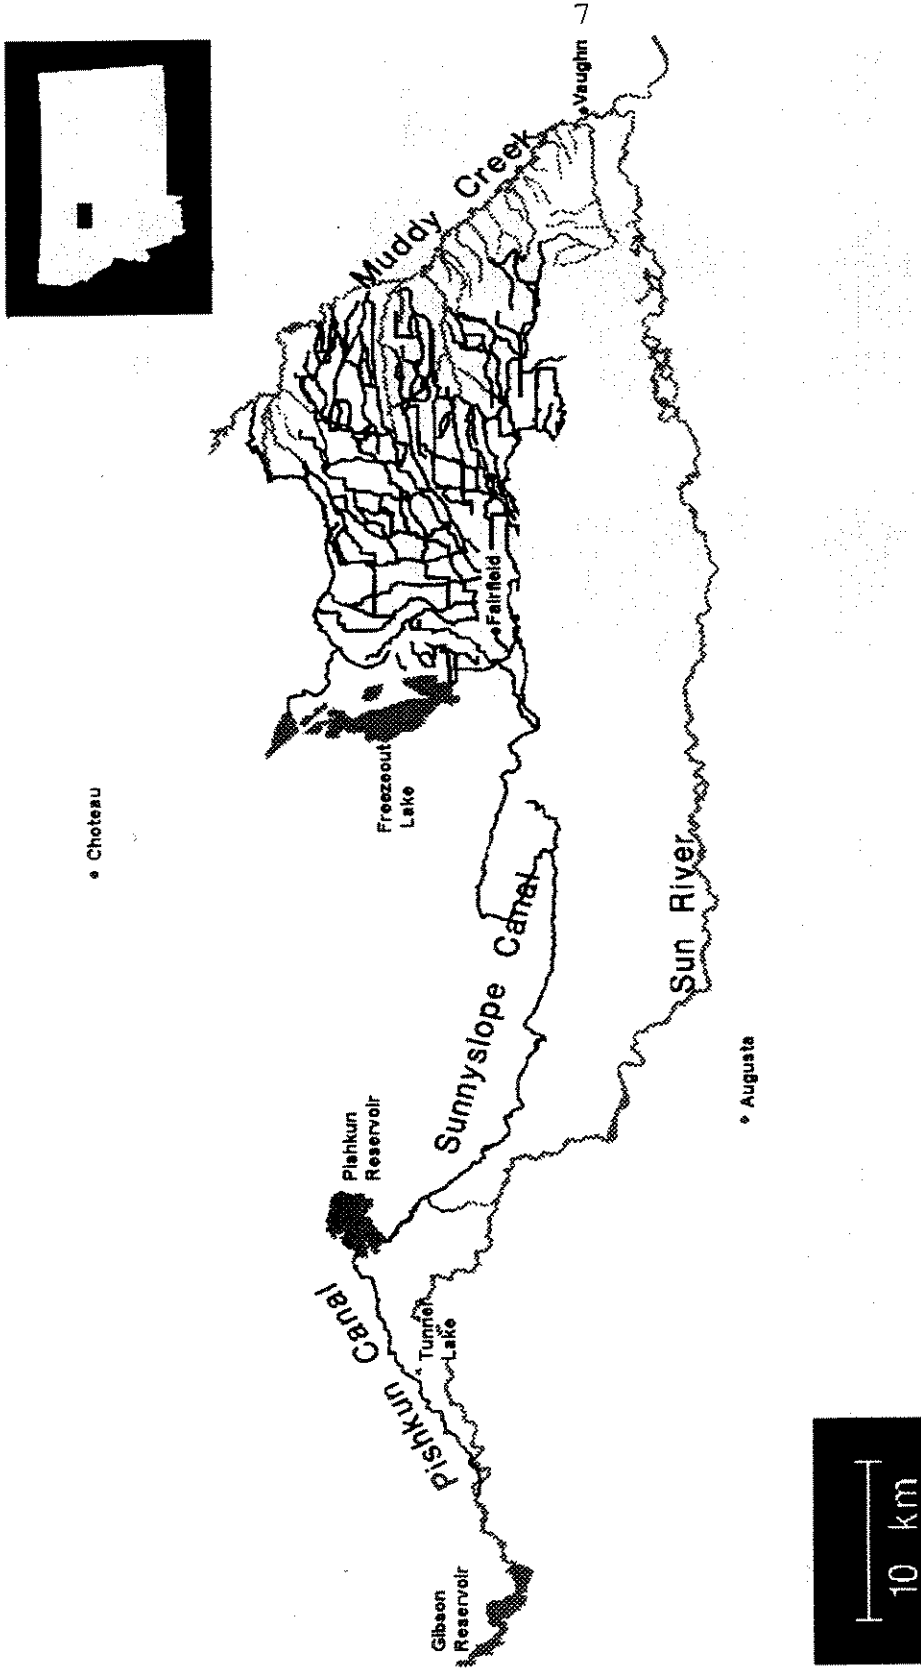 7
Choteau
Pishkun
Reservoir
Freezeout
Lake
Muddy Creek
Vaughn
Fairfield
Pishkun Canal
Tunnel
Lake
Sunnyslope Canal
Gibson
Reservoir
Sun River
Augusta
10 km